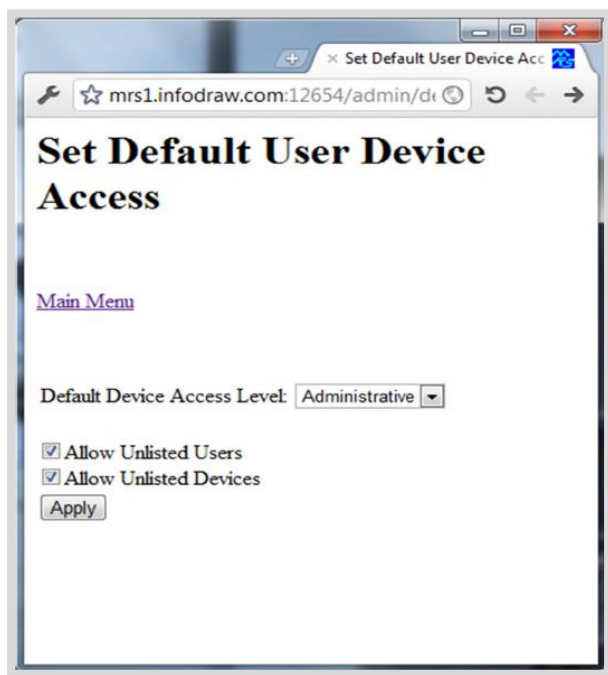 Set Default User Device Acc
mrs1.infodraw.com:12654/admin/de
Set Default User Device
Access
Main Menu
Default Device Access Level: Administrative
Allow Unlisted Users
Allow Unlisted Devices
Apply